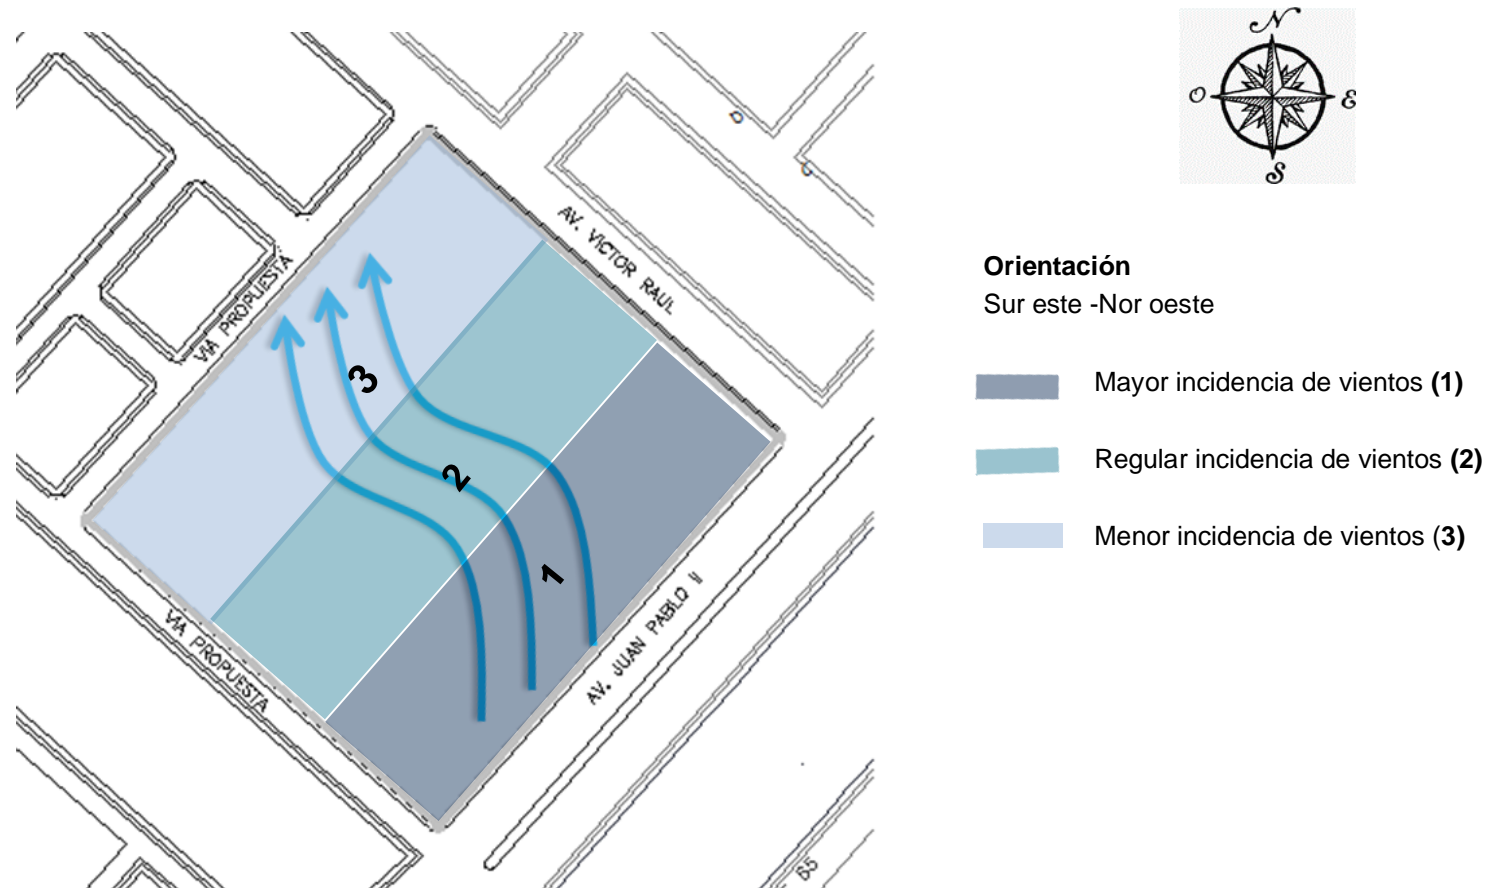 N
O
E
S
AV. VICTOR RAUL
VIA PROPUESTA
3
2
1
VIA PROPUESTA
AV. JUAN PABLO II
B5
Orientación
Sur este -Nor oeste
Mayor incidencia de vientos (1)
Regular incidencia de vientos (2)
Menor incidencia de vientos (3)